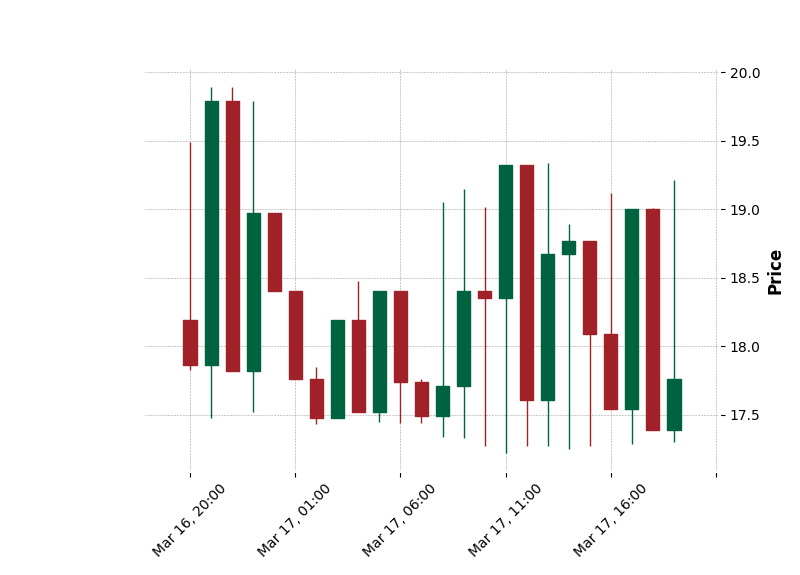 20.0
19.5
19.0
18.5
18.0
17.5
Price
Mar 16, 20:00
Mar 17, 01:00
Mar 17, 06:00
Mar 17, 11:00
Mar 17, 16:00